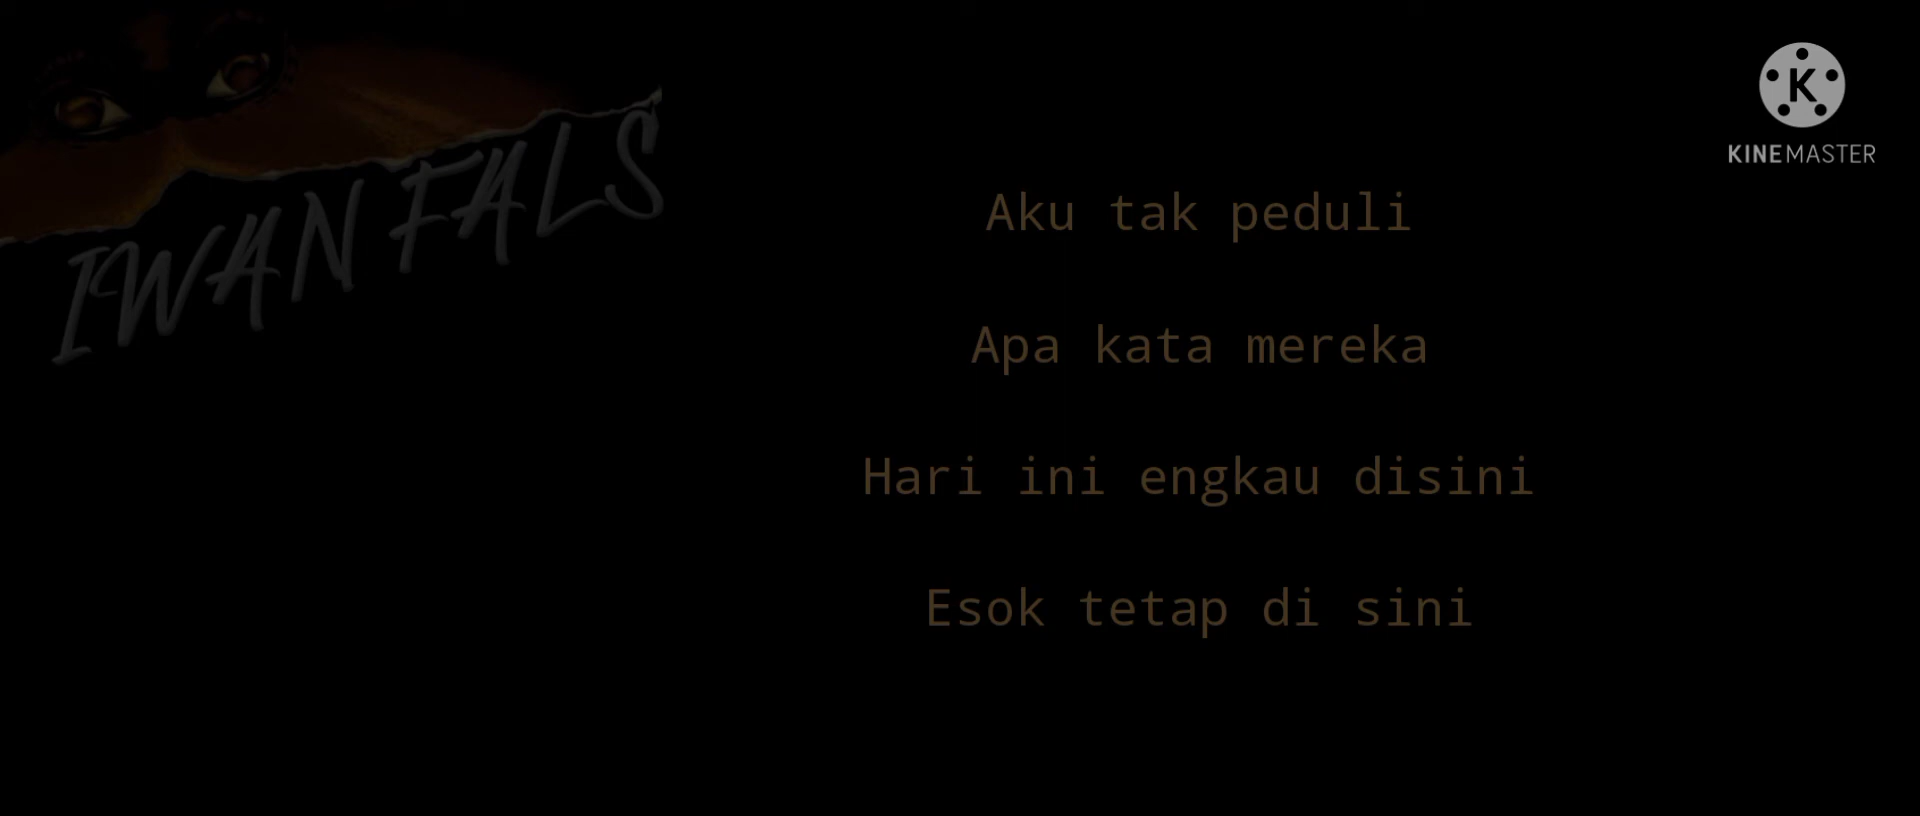 IWAN FALS
KINEMASTER
Aku tak peduli
Apa kata mereka
Hari ini engkau disini
Esok tetap di sini